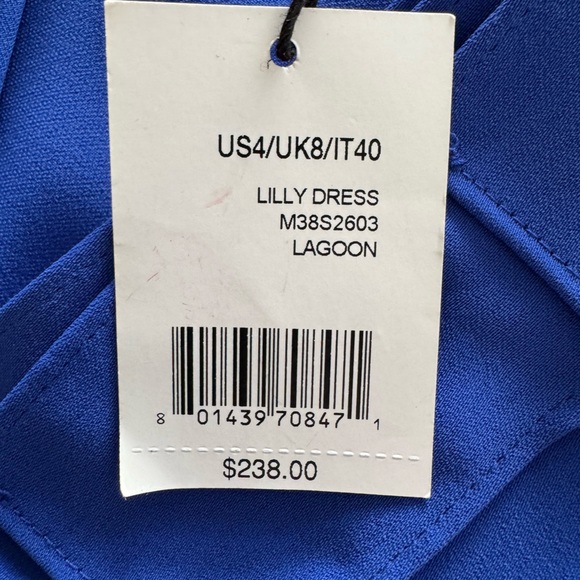 US4/UK8/IT40
LILLY DRESS
M38S2603
LAGOON
8 01439 70847 1
$238.00